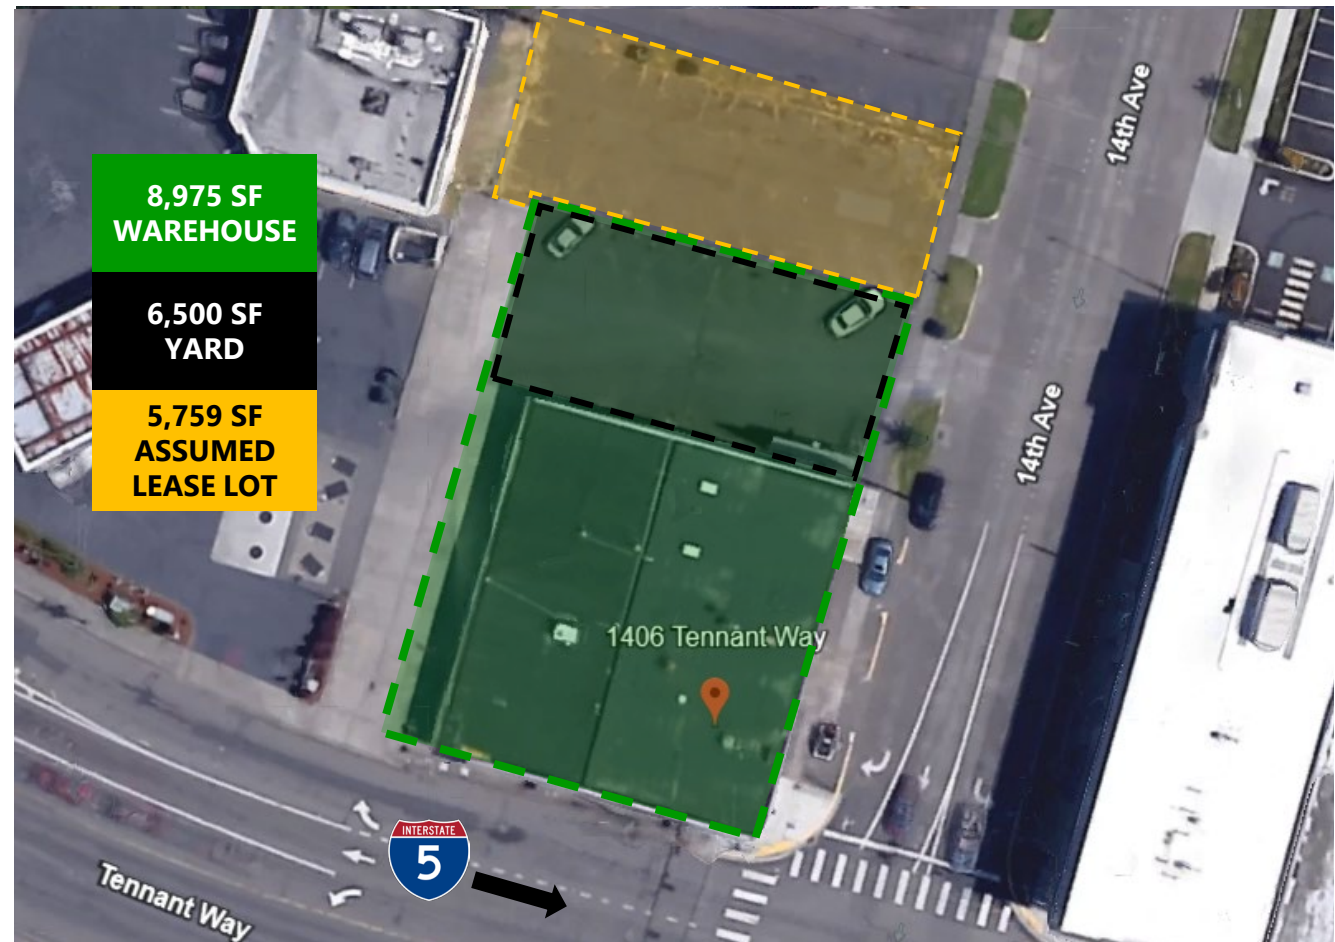 14th Ave
8,975 SF
WAREHOUSE
6,500 SF
YARD
5,759 SF
ASSUMED
LEASE LOT
14th Ave
1406 Tennant Way
INTERSTATE
5
Tennant Way